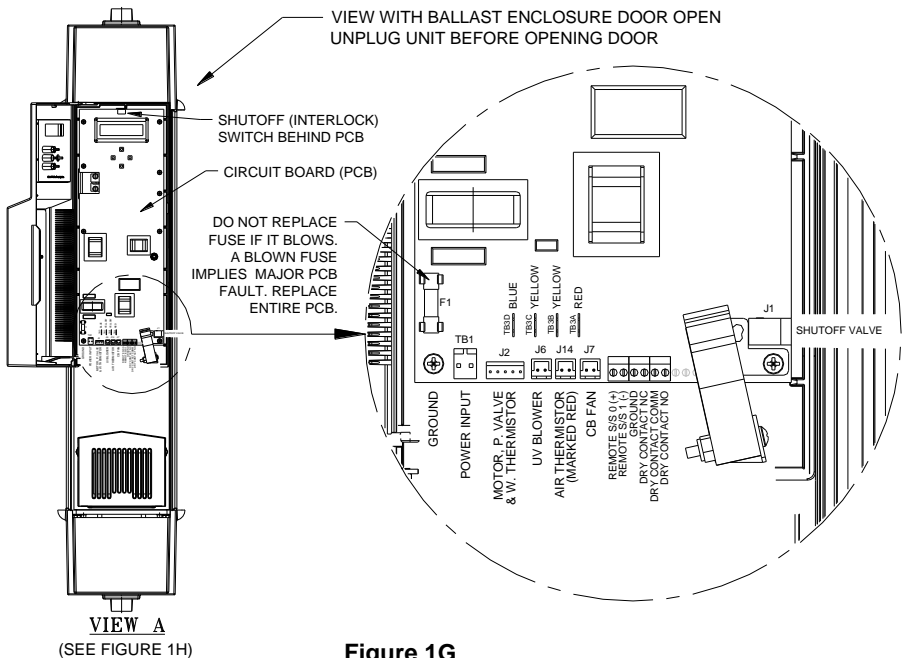 VIEW WITH BALLAST ENCLOSURE DOOR OPEN
UNPLUG UNIT BEFORE OPENING DOOR
SHUTOFF (INTERLOCK)
SWITCH BEHIND PCB
CIRCUIT BOARD (PCB)
DO NOT REPLACE
FUSE IF IT BLOWS.
A BLOWN FUSE
IMPLIES MAJOR PCB
FAULT. REPLACE
ENTIRE PCB.
F1
TB3D
BLUE
TB3C
YELLOW
TB3B
YELLOW
TB3A
RED
J1
SHUTOFF VALVE
TB1
J2
J6
J14
J7
GROUND
POWER INPUT
MOTOR, P. VALVE
& W. THERMISTOR
UV BLOWER
AIR THERMISTOR
(MARKED RED)
CB FAN
REMOTE S/S 0 (+)
REMOTE S/S 1 (-)
GROUND
DRY CONTACT NC
DRY CONTACT COMM
DRY CONTACT NO
VIEW A
(SEE FIGURE 1H)
Figure 1G